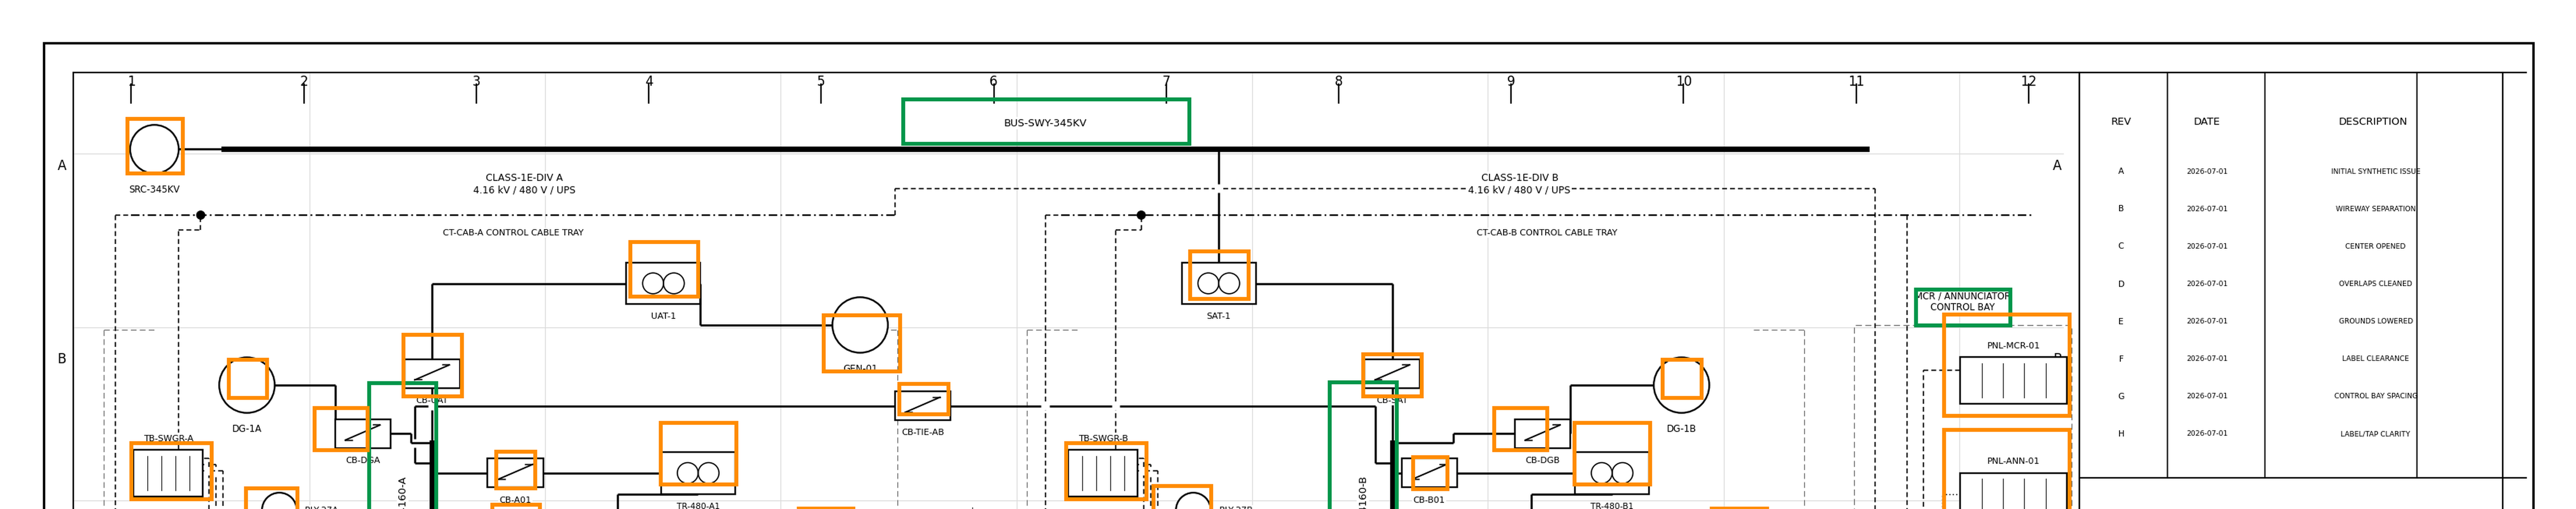 1 2 3 4 5 6 7 8 9 10 11 12
BUS-SWY-345KV
REV DATE DESCRIPTION
A A
SRC-345KV
CLASS-1E-DIV A
4.16 kV / 480 V / UPS
CLASS-1E-DIV B
4.16 kV / 480 V / UPS
A 2026-07-01 INITIAL SYNTHETIC ISSUE
B 2026-07-01 WIREWAY SEPARATION
CT-CAB-A CONTROL CABLE TRAY
CT-CAB-B CONTROL CABLE TRAY
C 2026-07-01 CENTER OPENED
D 2026-07-01 OVERLAPS CLEANED
MCR / ANNUNCIATOR
CONTROL BAY
UAT-1
SAT-1
E 2026-07-01 GROUNDS LOWERED
PNL-MCR-01
B
F 2026-07-01 LABEL CLEARANCE
GEN-01
G 2026-07-01 CONTROL BAY SPACING
CB-UAT
CB-SAT
DG-1A
CB-TIE-AB
DG-1B
H 2026-07-01 LABEL/TAP CLARITY
TB-SWGR-A
TB-SWGR-B
CB-DGA
CB-DGB
PNL-ANN-01
CB-A01
CB-B01
TR-480-A1
TR-480-B1